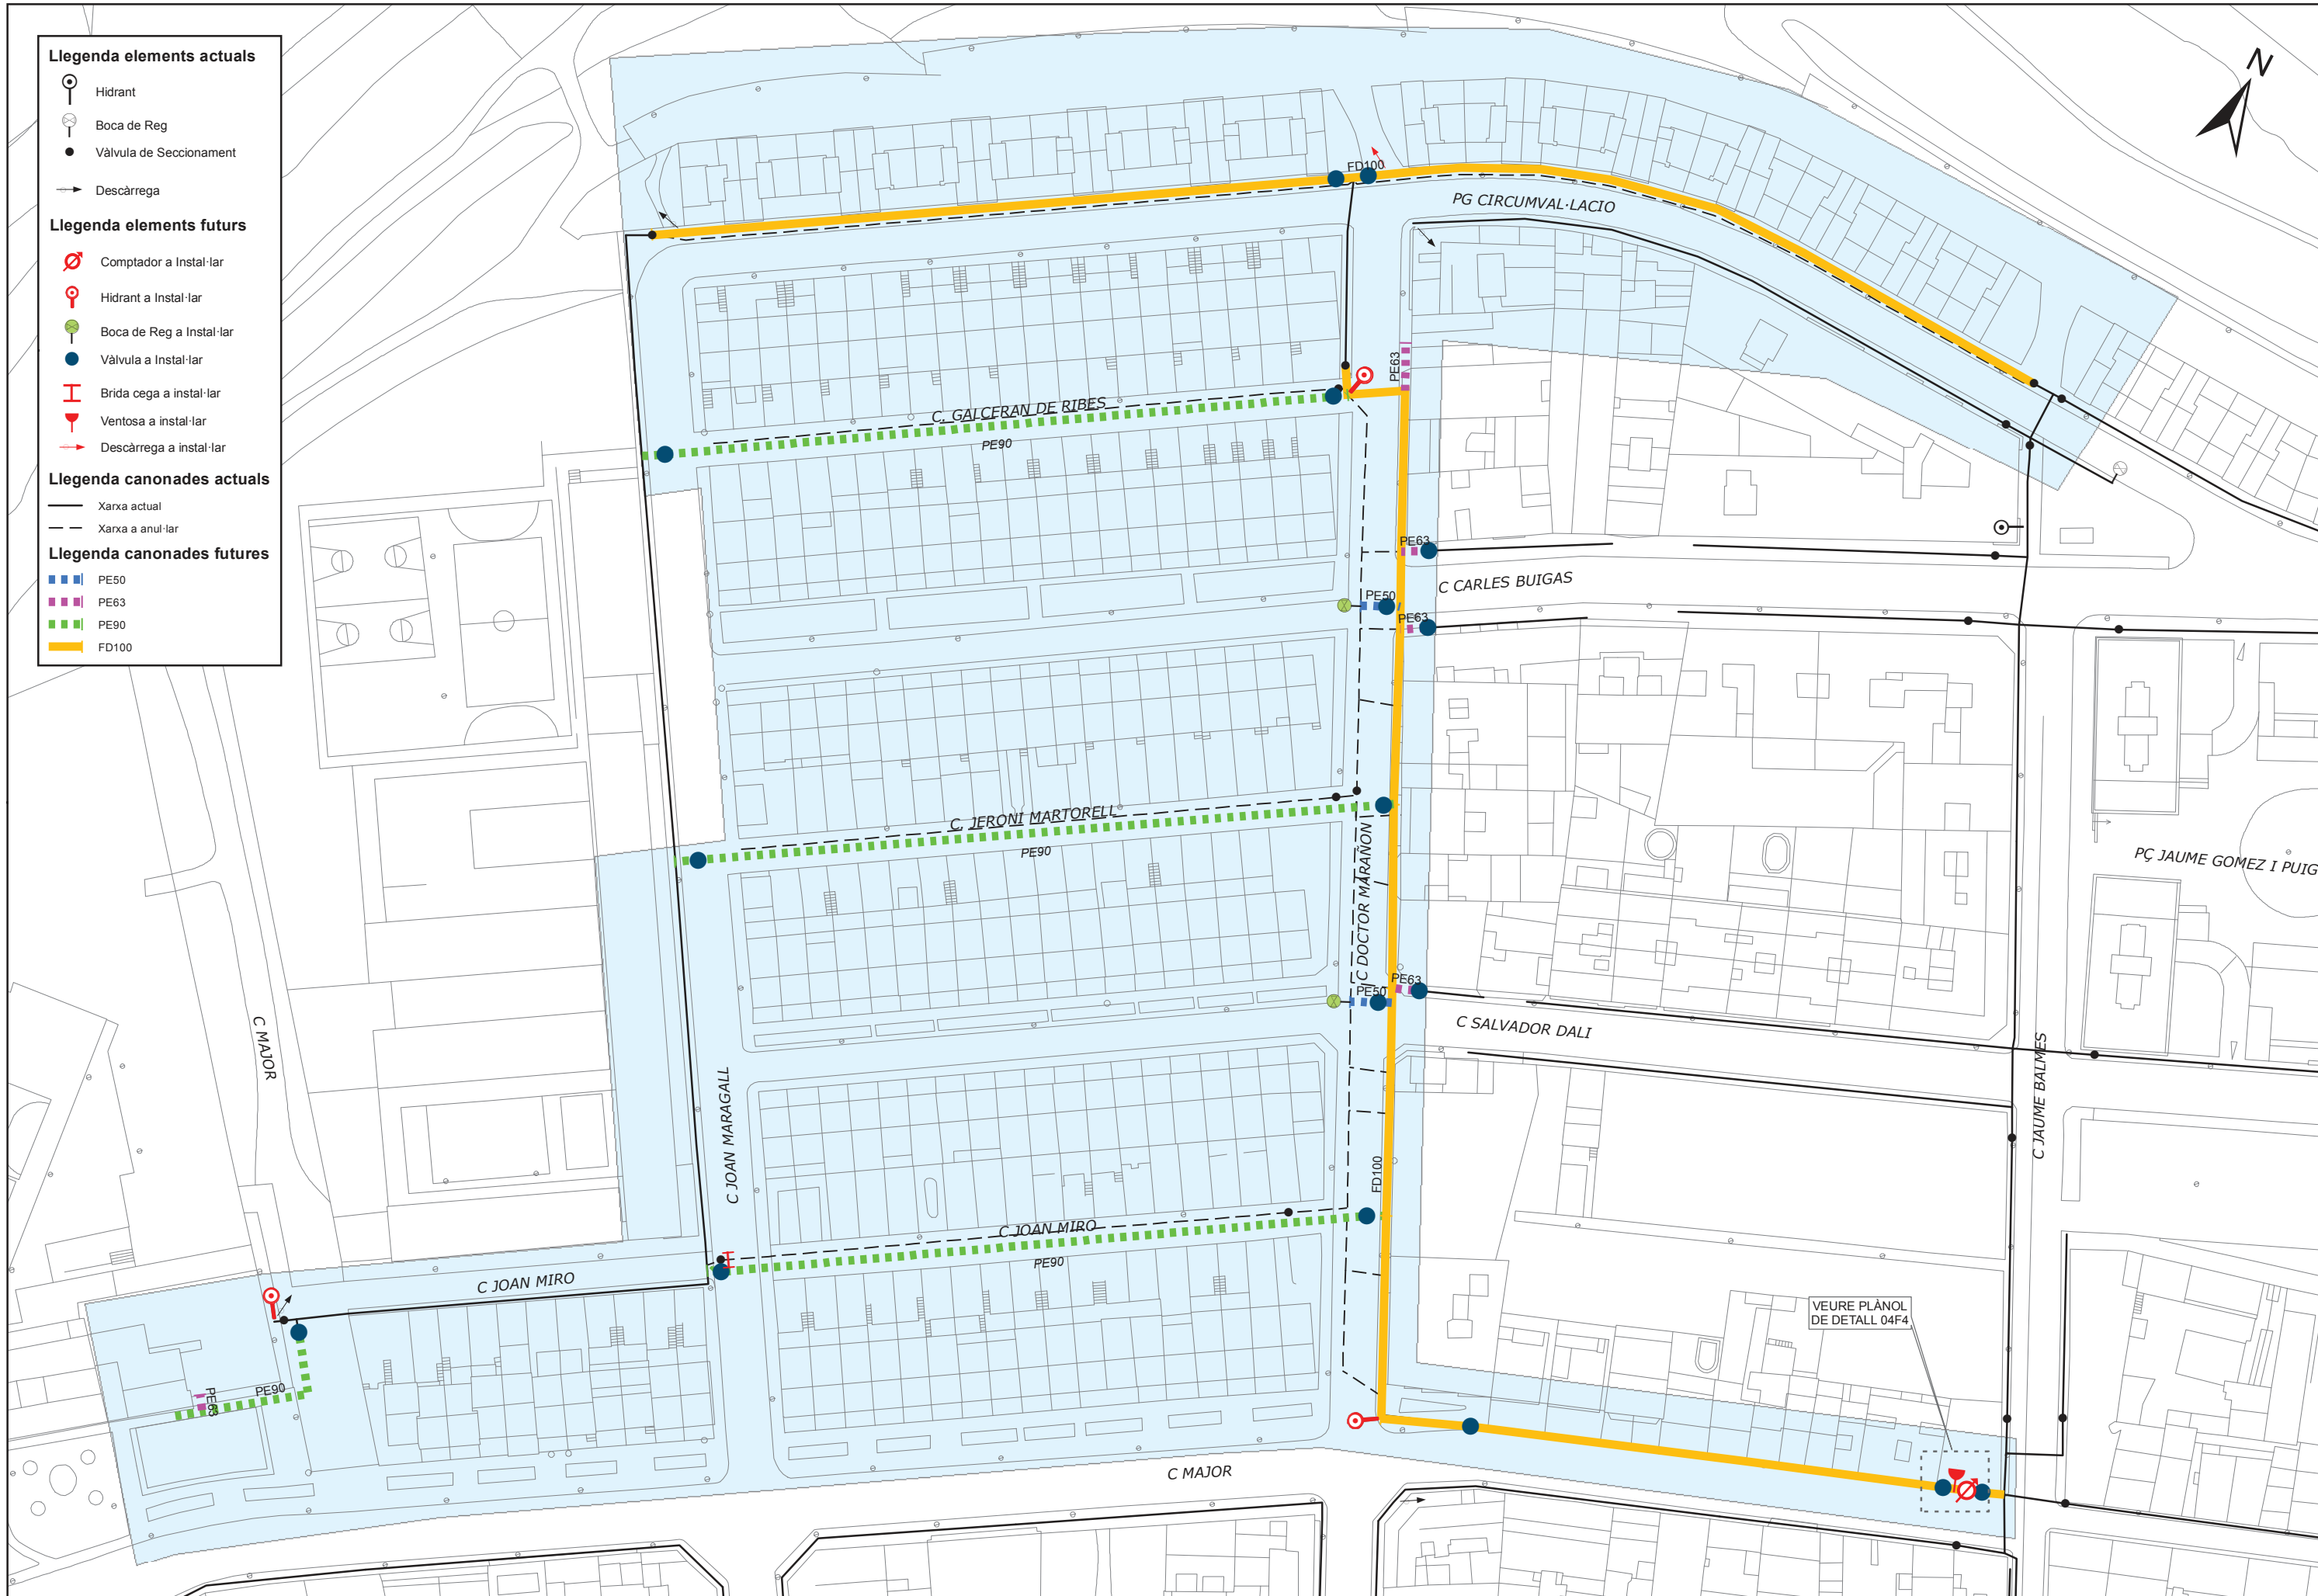 Llegenda elements actuals
Hidrant
Boca de Reg
Vàlvula de Seccionament
Descàrrega
Llegenda elements futurs
Comptador a Instal·lar
Hidrant a Instal·lar
Boca de Reg a Instal·lar
Vàlvula a Instal·lar
Brida cega a instal·lar
Ventosa a instal·lar
Descàrrega a instal·lar
Llegenda canonades actuals
Xarxa actual
Xarxa a anul·lar
Llegenda canonades futures
PE50
PE63
PE90
FD100
N
FD100
PG CIRCUMVAL·LACIO
PE63
C. GALCERAN DE RIBES
PE90
PE63
C CARLES BUIGAS
PE50
PE63
C. JERONI MARTORELL
PE90
C DOCTOR MARAÑON
PÇ JAUME GOMEZ I PUIG
PE63
PE50
C SALVADOR DALI
C MAJOR
C JOAN MARAGALL
C JAUME BALMES
FD100
C JOAN MIRO
PE90
C JOAN MIRO
VEURE PLÀNOL
DE DETALL 04F4
PE90
PE63
C MAJOR